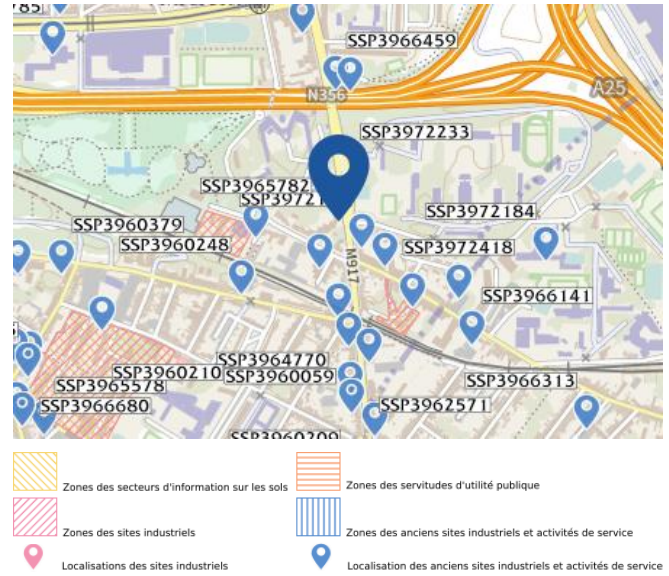 785
SSP3966459
N356
A25
SSP3972233
SSP3965782
SSP39721
SSP3960379
SSP3972184
SSP3960248
SSP3972418
M917
SSP3966141
SSP3964770
SSP3960210
SSP3960059
SSP3966313
SSP3965578
SSP3966680
SSP3962571
SSP3960209
Zones des secteurs d'information sur les sols
Zones des servitudes d'utilité publique
Zones des sites industriels
Zones des anciens sites industriels et activités de service
Localisations des sites industriels
Localisation des anciens sites industriels et activités de service